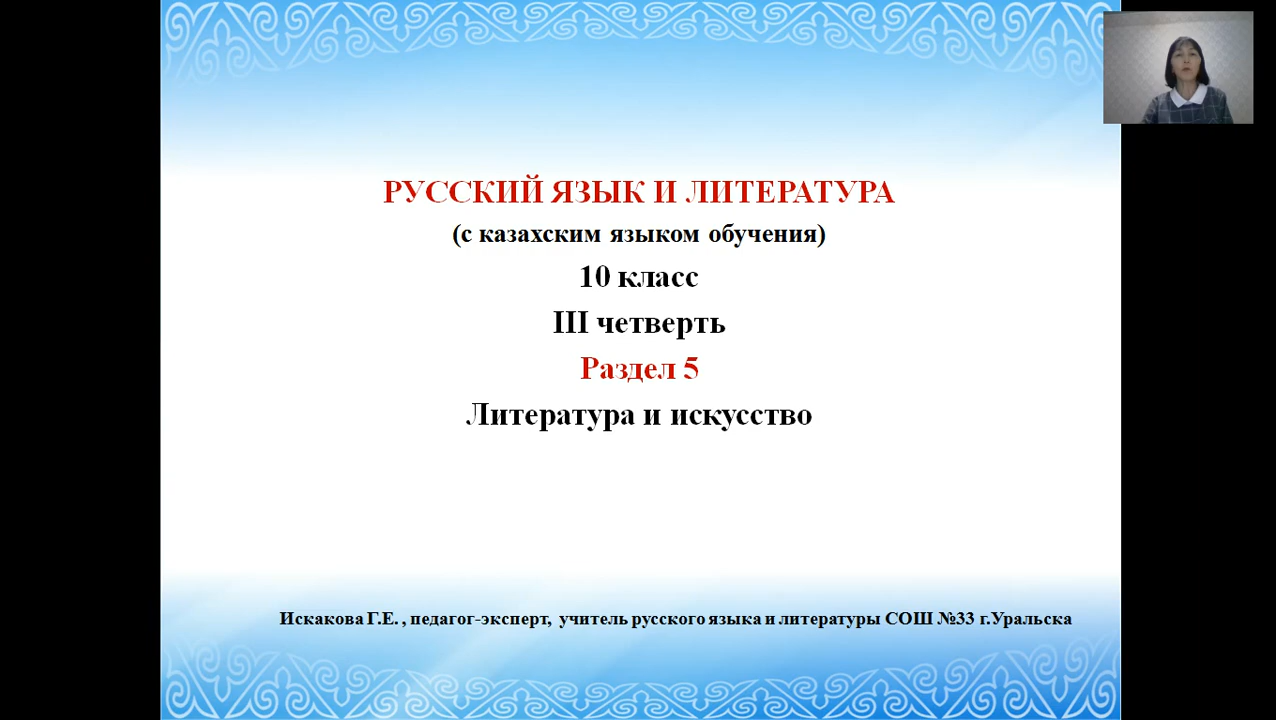 РУССКИЙ ЯЗЫК И ЛИТЕРАТУРА
(с казахским языком обучения)
10 класс
III четверть
Раздел 5
Литература и искусство
Искакова Г.Е. , педагог-эксперт, учитель русского языка и литературы СОШ №33 г.Уральска